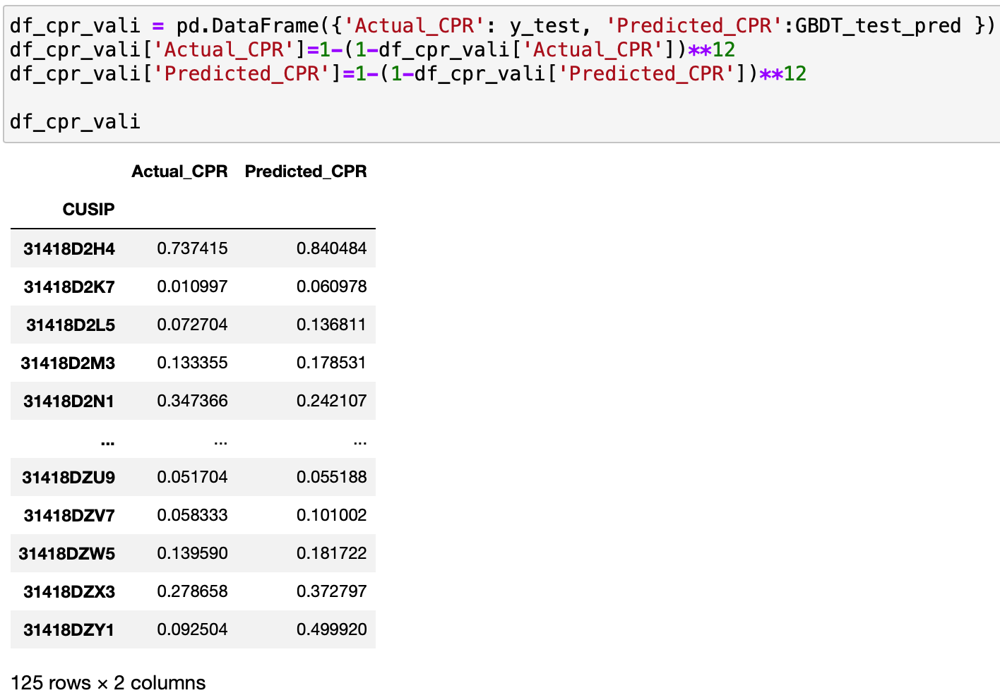 df_cpr_vali = pd.DataFrame({'Actual_CPR': y_test, 'Predicted_CPR':GBDT_test_pred })
df_cpr_vali['Actual_CPR']=1-(1-df_cpr_vali['Actual_CPR'])**12
df_cpr_vali['Predicted_CPR']=1-(1-df_cpr_vali['Predicted_CPR'])**12
df_cpr_vali
Actual_CPR Predicted_CPR
CUSIP
31418D2H4 0.737415 0.840484
31418D2K7 0.010997 0.060978
31418D2L5 0.072704 0.136811
31418D2M3 0.133355 0.178531
31418D2N1 0.347366 0.242107
... ... ...
31418DZU9 0.051704 0.055188
31418DZV7 0.058333 0.101002
31418DZW5 0.139590 0.181722
31418DZX3 0.278658 0.372797
31418DZY1 0.092504 0.499920
125 rows × 2 columns